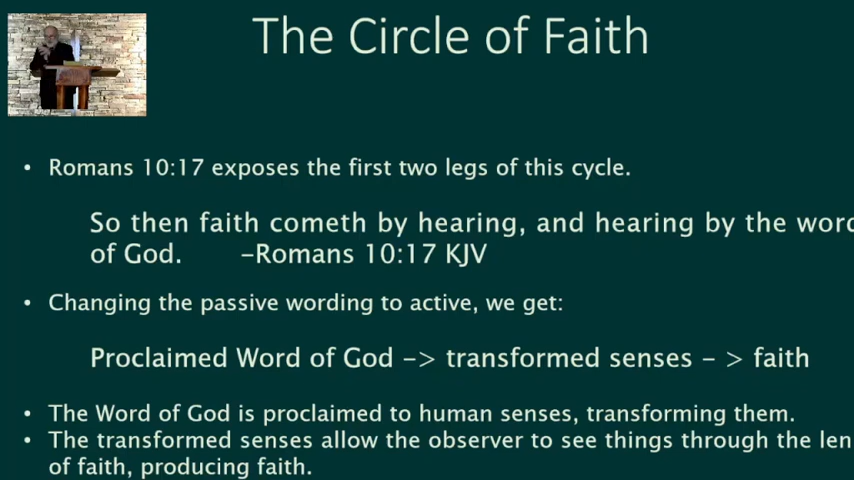 The Circle of Faith
• Romans 10:17 exposes the first two legs of this cycle.
So then faith cometh by hearing, and hearing by the word
of God. –Romans 10:17 KJV
• Changing the passive wording to active, we get:
Proclaimed Word of God –> transformed senses – > faith
• The Word of God is proclaimed to human senses, transforming them.
• The transformed senses allow the observer to see things through the len
of faith, producing faith.